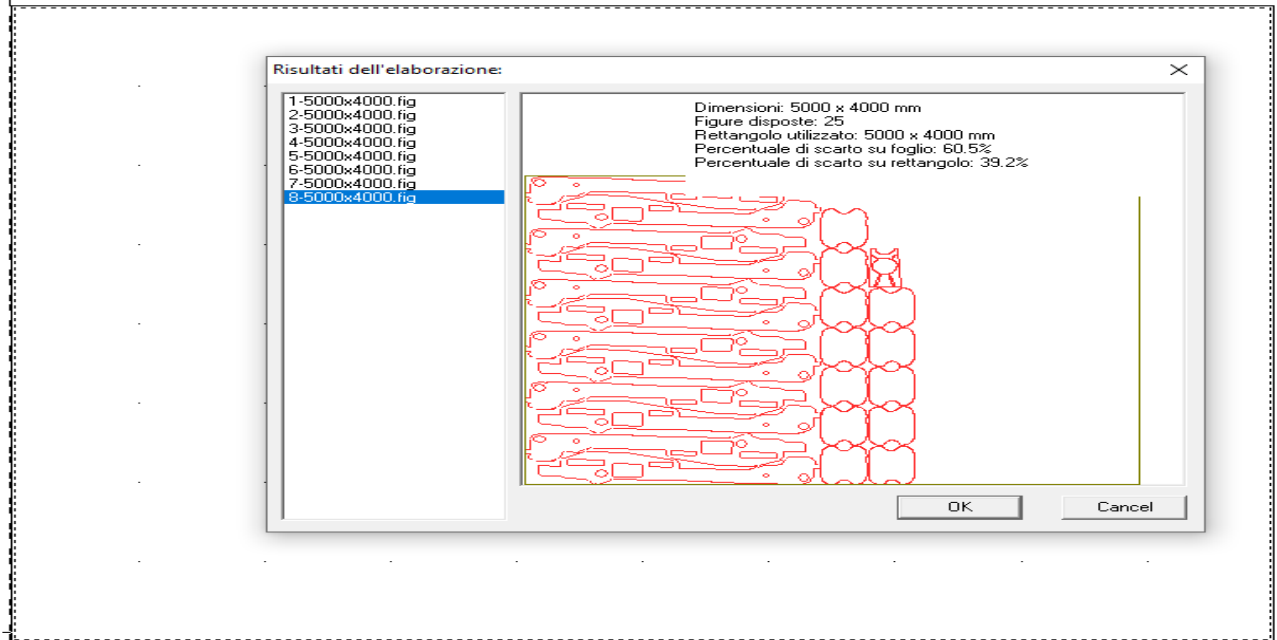 Risultati dell'elaborazione:
1-5000x4000.fig
2-5000x4000.fig
3-5000x4000.fig
4-5000x4000.fig
5-5000x4000.fig
6-5000x4000.fig
7-5000x4000.fig
8-5000x4000.fig
Dimensioni: 5000 x 4000 mm
Figure disposte: 25
Rettangolo utilizzato: 5000 x 4000 mm
Percentuale di scarto su foglio: 60.5%
Percentuale di scarto su rettangolo: 39.2%
OK
Cancel